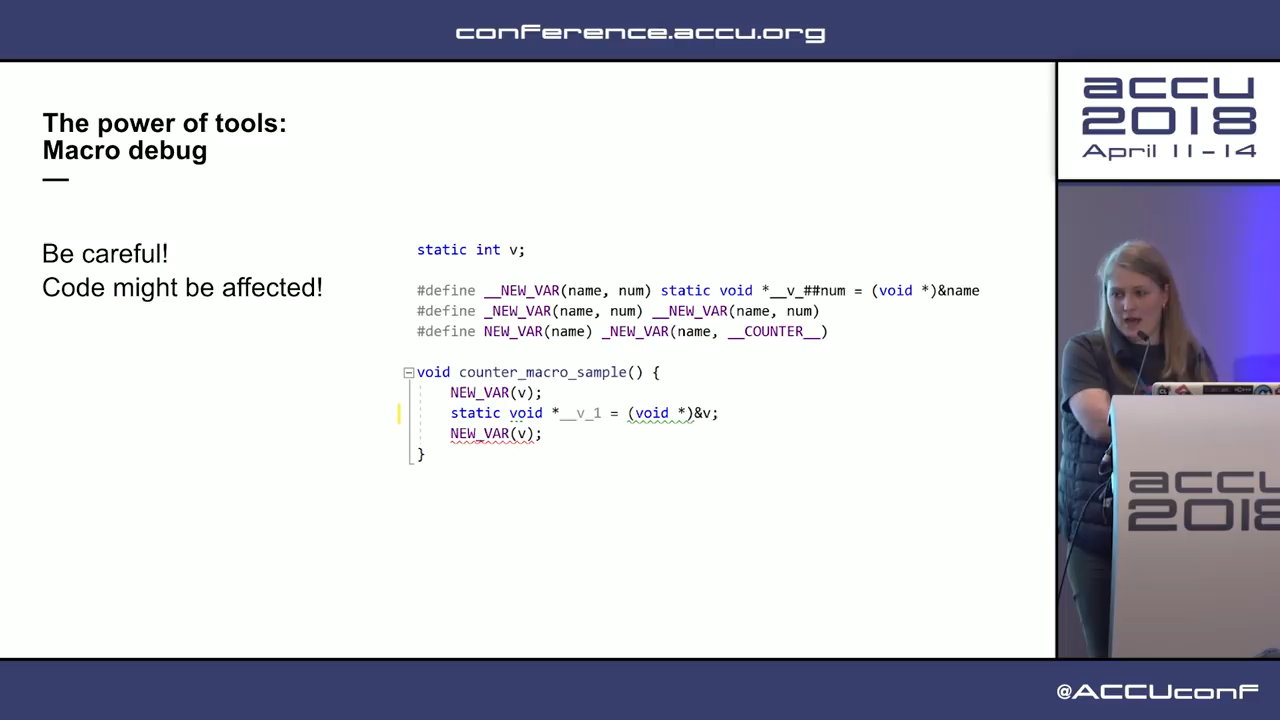 conference.accu.org
The power of tools:
Macro debug
Be careful!
Code might be affected!
static int v;
#define __NEW_VAR(name, num) static void *__v_##num = (void *)&name
#define _NEW_VAR(name, num) __NEW_VAR(name, num)
#define NEW_VAR(name) _NEW_VAR(name, __COUNTER__)
void counter_macro_sample() {
NEW_VAR(v);
static void *__v_1 = (void *)&v;
NEW_VAR(v);
}
accu
2018
April 11-14
accu
2018
@ACCUconf